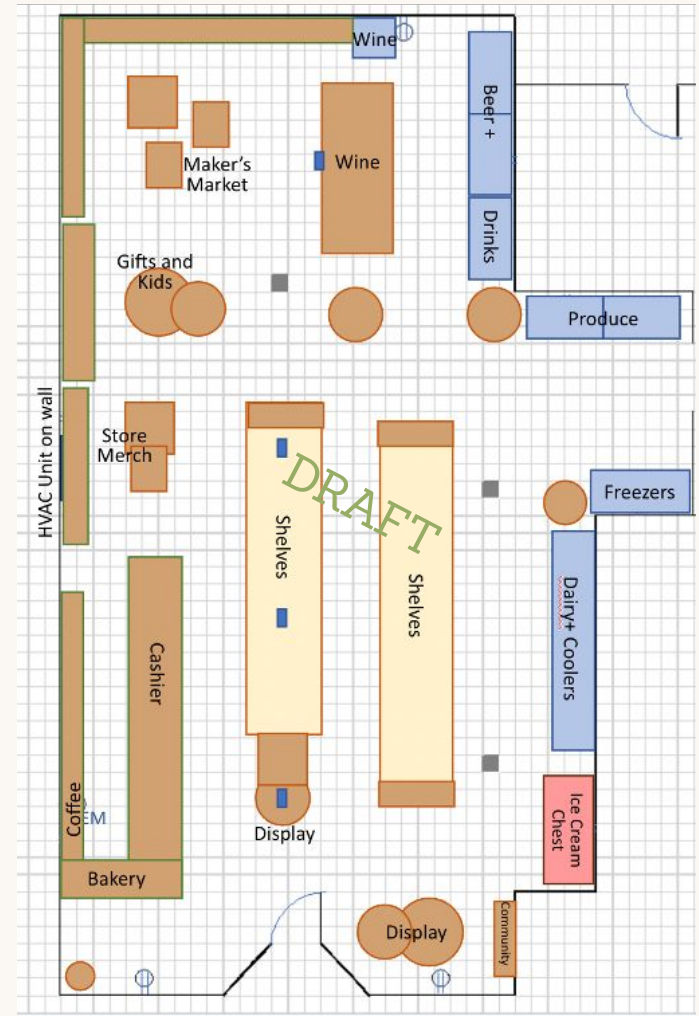 Wine
Beer +
Wine
Maker's
Market
Drinks
Gifts and
Kids
Produce
HVAC Unit on wall
Store
Merch
DRAFT
Freezers
Shelves
Shelves
Dairy+ Coolers
Cashier
Coffee
EM
Ice Cream
Chest
Display
Bakery
Display
Community